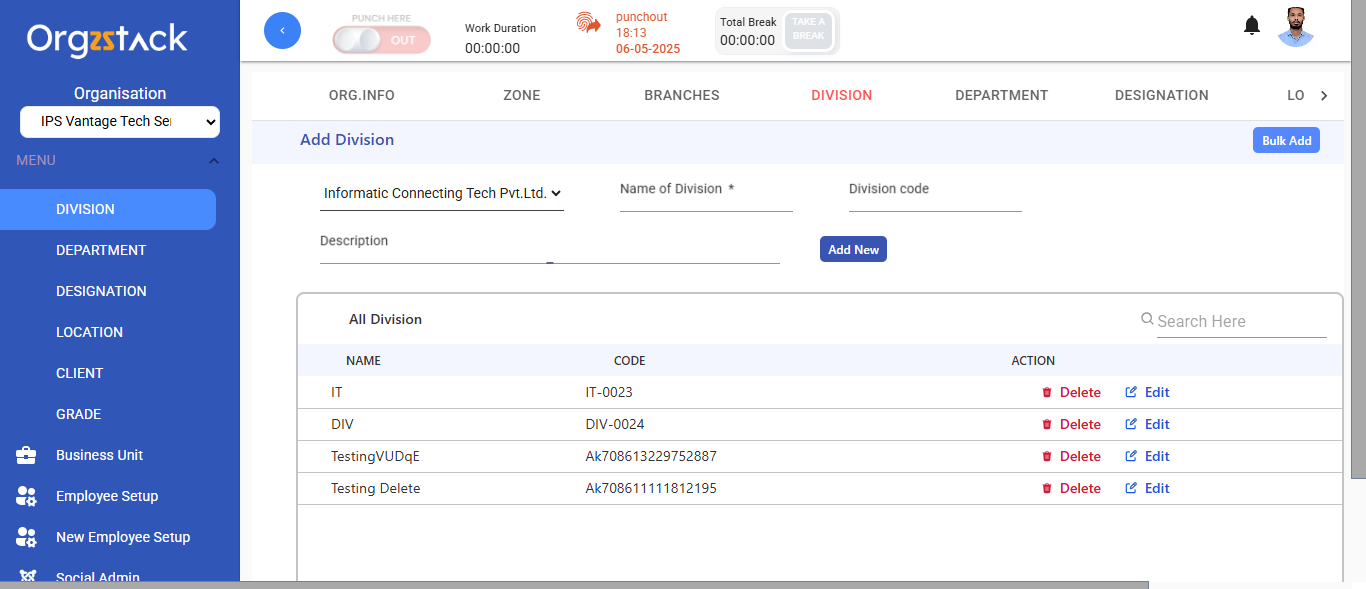 Orgzstack
Organisation
IPS Vantage Tech Ser
MENU
DIVISION
DEPARTMENT
DESIGNATION
LOCATION
CLIENT
GRADE
Business Unit
Employee Setup
New Employee Setup
Social Admin
PUNCH HERE
OUT
Work Duration
00:00:00
punchout
18:13
06-05-2025
Total Break
00:00:00
TAKE A
BREAK
ORG.INFO ZONE BRANCHES DIVISION DEPARTMENT DESIGNATION LO
Add Division
Bulk Add
Informatic Connecting Tech Pvt.Ltd. Name of Division * Division code
Description
Add New
All Division
Search Here
NAME CODE ACTION
IT IT-0023 Delete Edit
DIV DIV-0024 Delete Edit
TestingVUDqE Ak708613229752887 Delete Edit
Testing Delete Ak708611111812195 Delete Edit